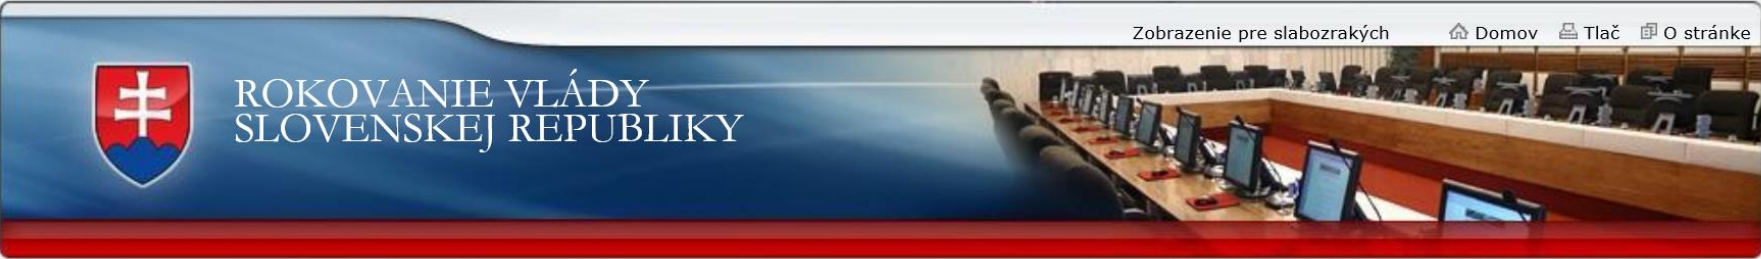 Zobrazenie pre slabozrakých Domov Tlač O stránke
ROKOVANIE VLÁDY
SLOVENSKEJ REPUBLIKY